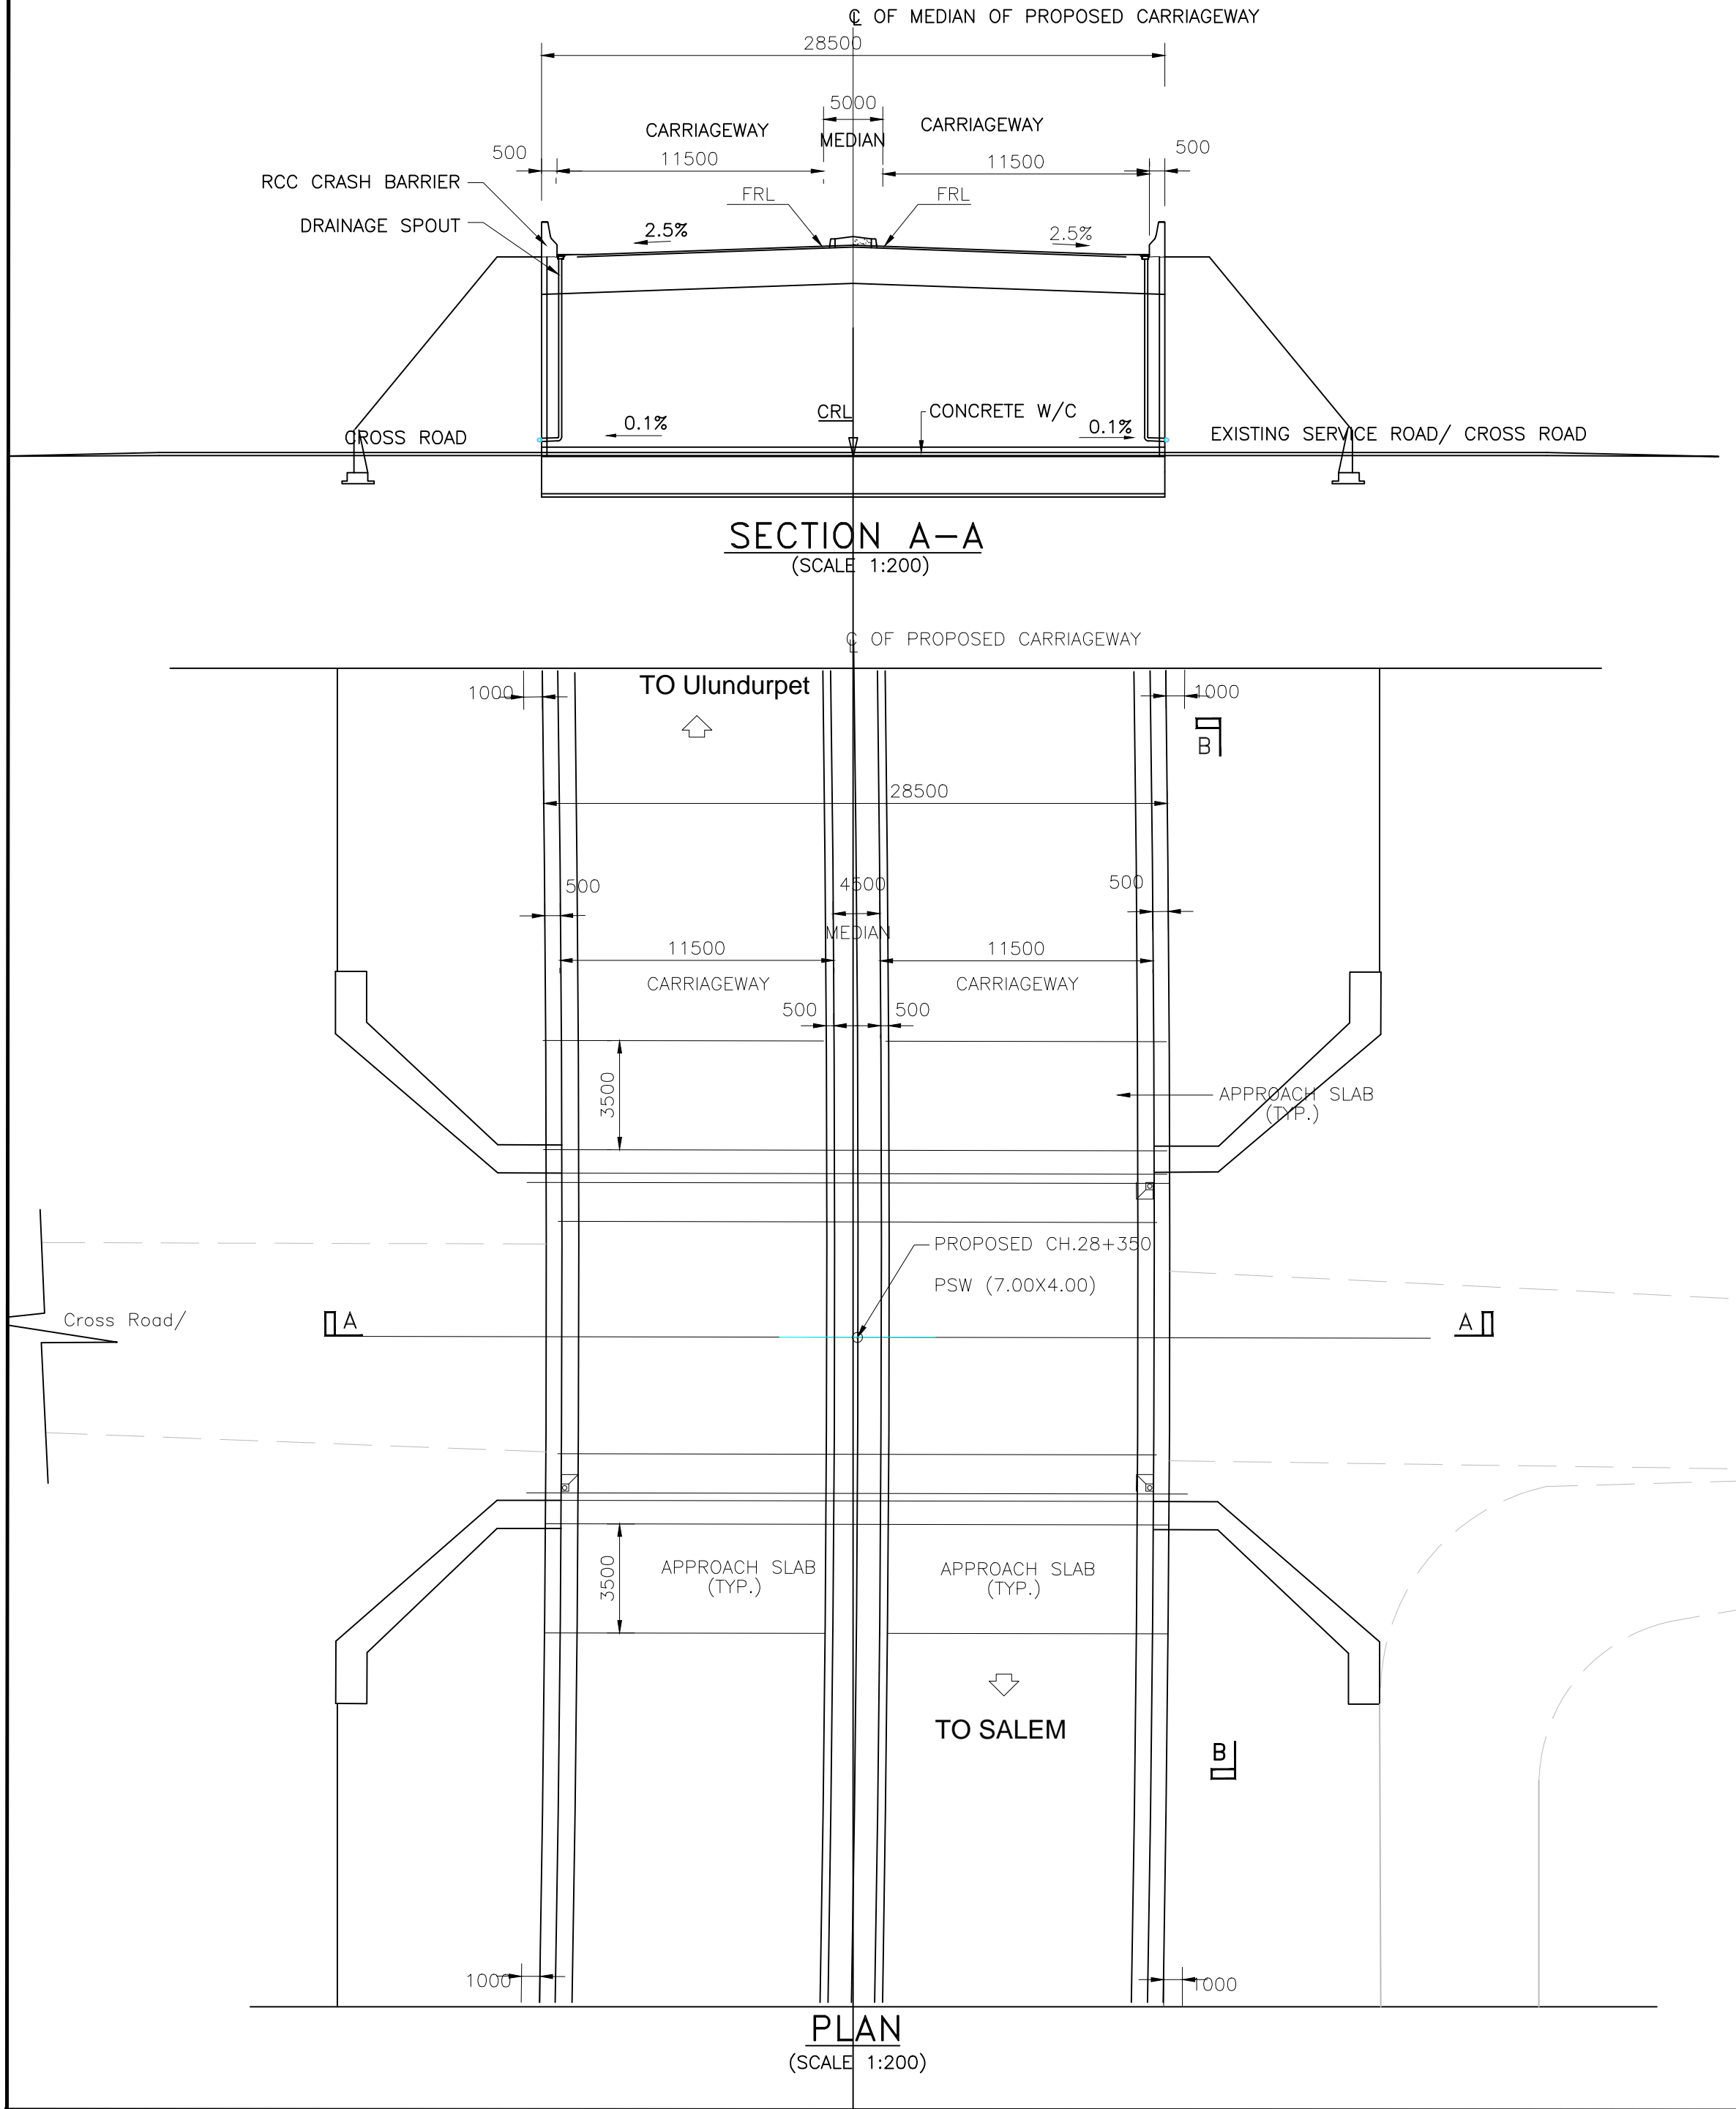 ℄ OF MEDIAN OF PROPOSED CARRIAGEWAY
28500
5000
CARRIAGEWAY
MEDIAN
CARRIAGEWAY
500
11500
11500
500
RCC CRASH BARRIER
FRL
FRL
DRAINAGE SPOUT
2.5%
2.5%
CROSS ROAD
0.1%
CRL
CONCRETE W/C
0.1%
EXISTING SERVICE ROAD/ CROSS ROAD
SECTION A-A
(SCALE 1:200)
℄ OF PROPOSED CARRIAGEWAY
1000
TO Ulundurpet
1000
B
28500
500
4500
500
MEDIAN
11500
11500
CARRIAGEWAY
CARRIAGEWAY
500
500
3500
APPROACH SLAB
(TYP.)
PROPOSED CH.28+350
PSW (7.00X4.00)
Cross Road/
A
A
3500
APPROACH SLAB
(TYP.)
APPROACH SLAB
(TYP.)
TO SALEM
B
1000
1000
PLAN
(SCALE 1:200)